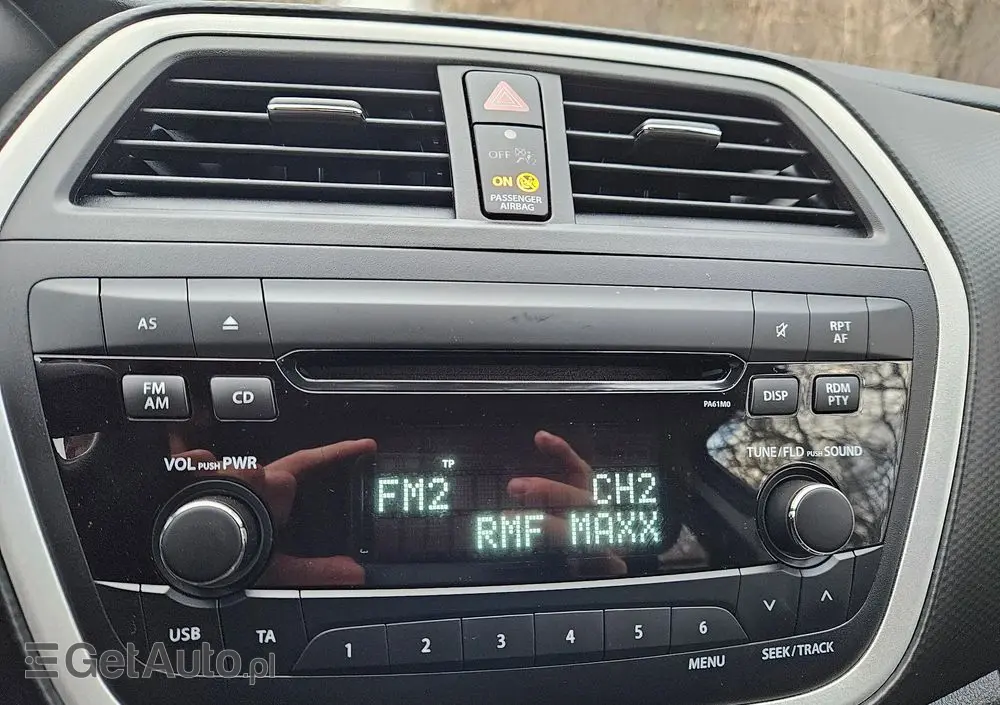 OFF
ON
PASSENGER
AIRBAG
AS
RPT
AF
FM
AM
CD
PA61M0
DISP
RDM
PTY
VOL PUSH PWR
TUNE/FLD PUSH SOUND
TP
FM2 CH2
RMF MAXX
USB
TA
1 2 3 4 5 6
MENU
SEEK/TRACK
GetAuto.pl